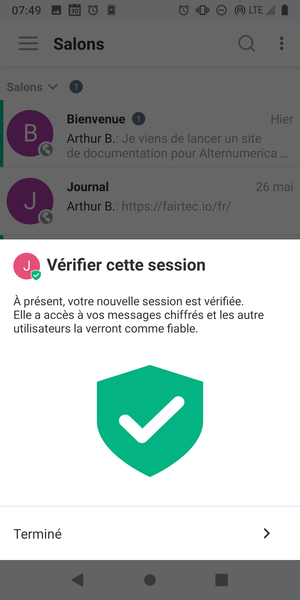 07:49 LTE
Salons
Salons 1
Bienvenue 1 Hier
B
Arthur B.: Je viens de lancer un site
de documentation pour Alternumerica ...
Journal 26 mai
J
Arthur B.: https://fairtec.io/fr/
J Vérifier cette session
À présent, votre nouvelle session est vérifiée.
Elle a accès à vos messages chiffrés et les autre
utilisateurs la verront comme fiable.
Terminé